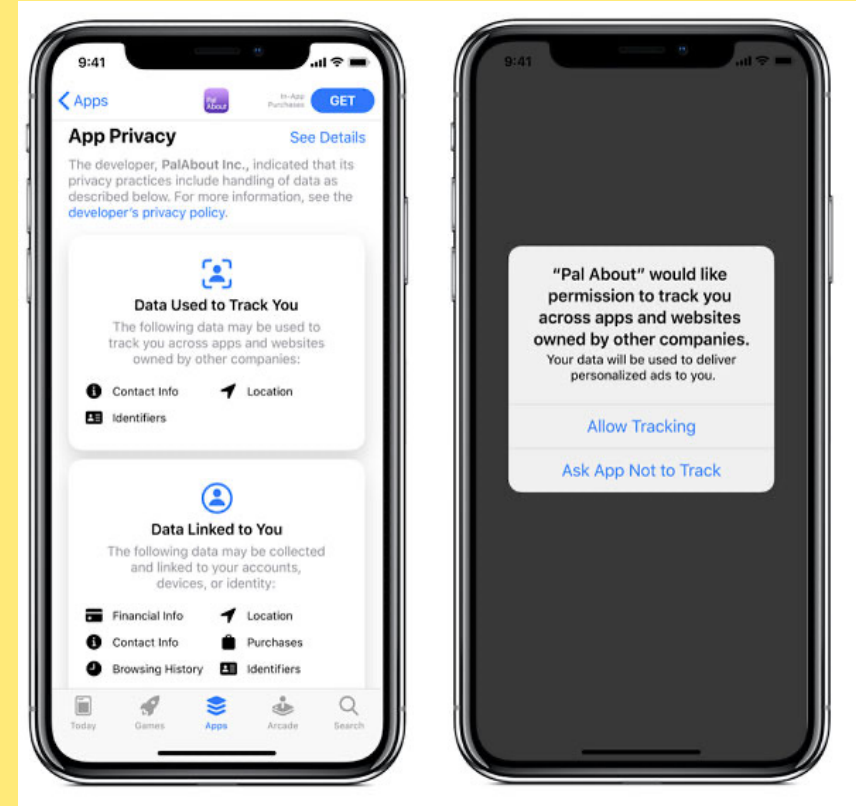 9:41
Apps
Pal
About
In-App
Purchases
GET
App Privacy
See Details
The developer, PalAbout Inc., indicated that its
privacy practices include handling of data as
described below. For more information, see the
developer's privacy policy.
Data Used to Track You
The following data may be used to
track you across apps and websites
owned by other companies:
Contact Info
Location
Identifiers
Data Linked to You
The following data may be collected
and linked to your accounts,
devices, or identity:
Financial Info
Location
Contact Info
Purchases
Browsing History
Identifiers
Today
Games
Apps
Arcade
Search
9:41
“Pal About” would like
permission to track you
across apps and websites
owned by other companies.
Your data will be used to deliver
personalized ads to you.
Allow Tracking
Ask App Not to Track